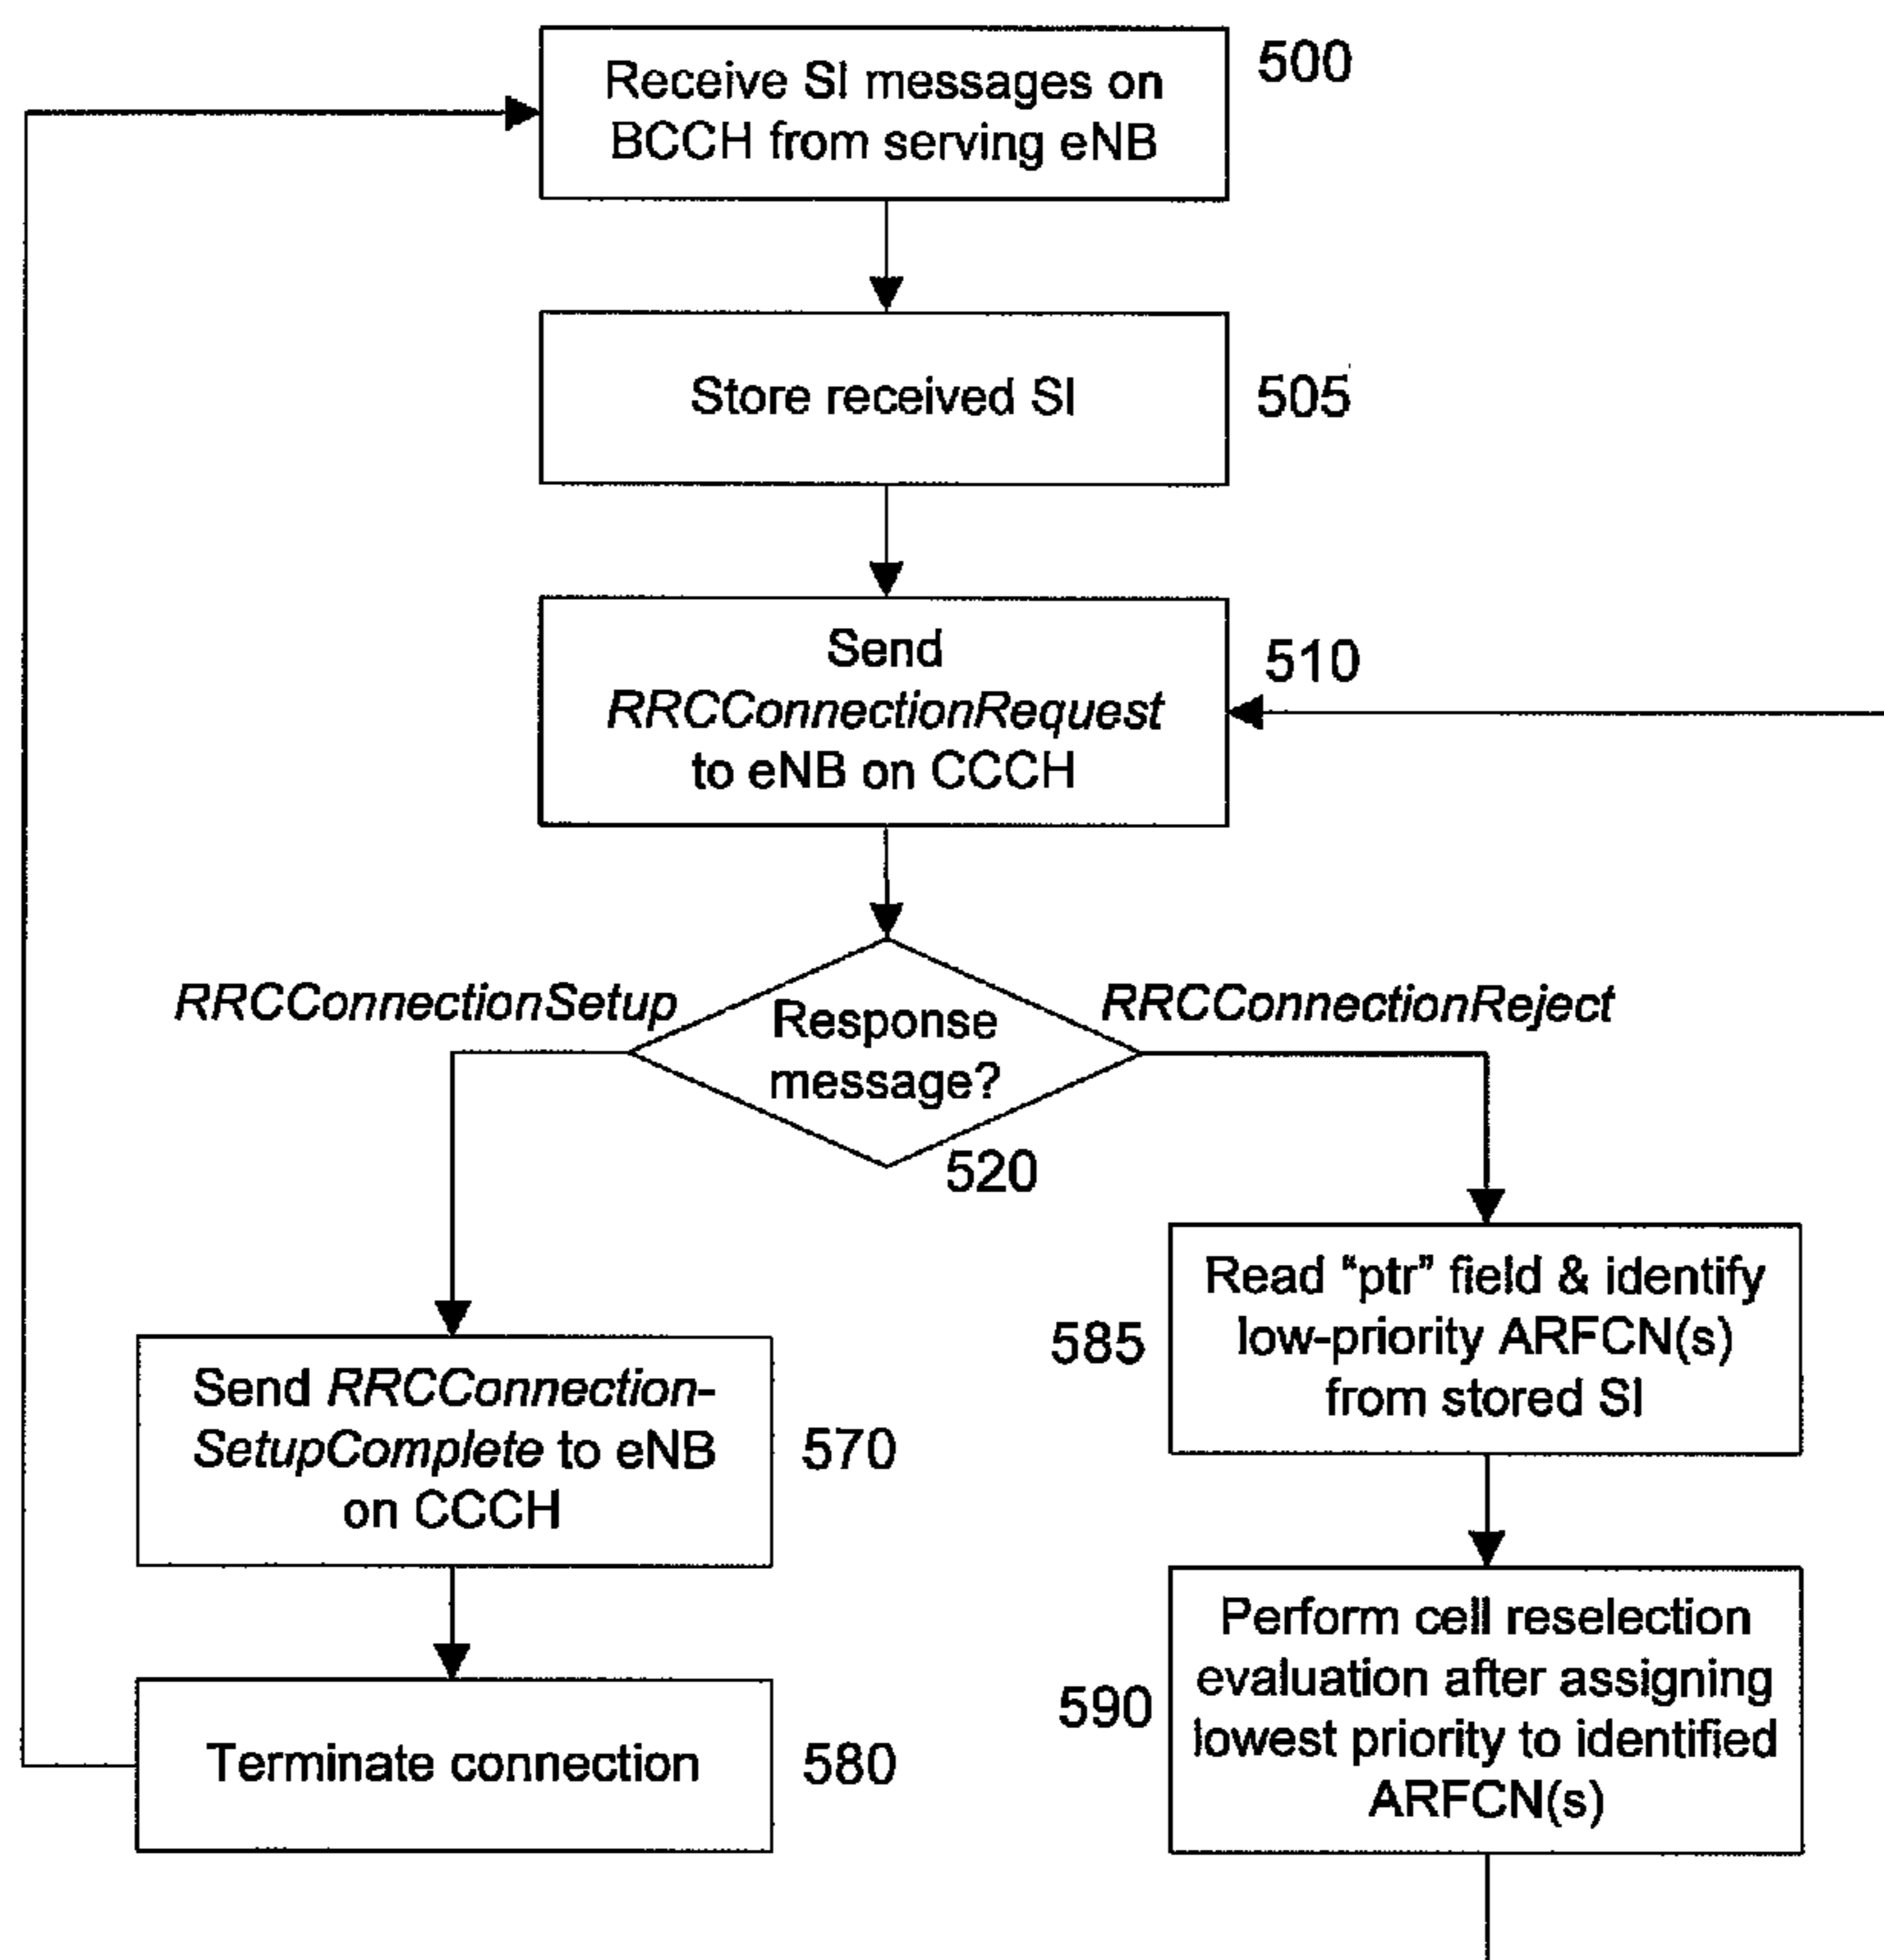 Receive SI messages on
BCCH from serving eNB
500
Store received SI
505
Send
RRCConnectionRequest
to eNB on CCCH
510
RRCConnectionSetup
Response
message?
RRCConnectionReject
520
Read “ptr” field & identify
low-priority ARFCN(s)
from stored SI
585
Send RRCConnection-
SetupComplete to eNB
on CCCH
570
Perform cell reselection
evaluation after assigning
lowest priority to identified
ARFCN(s)
590
Terminate connection
580